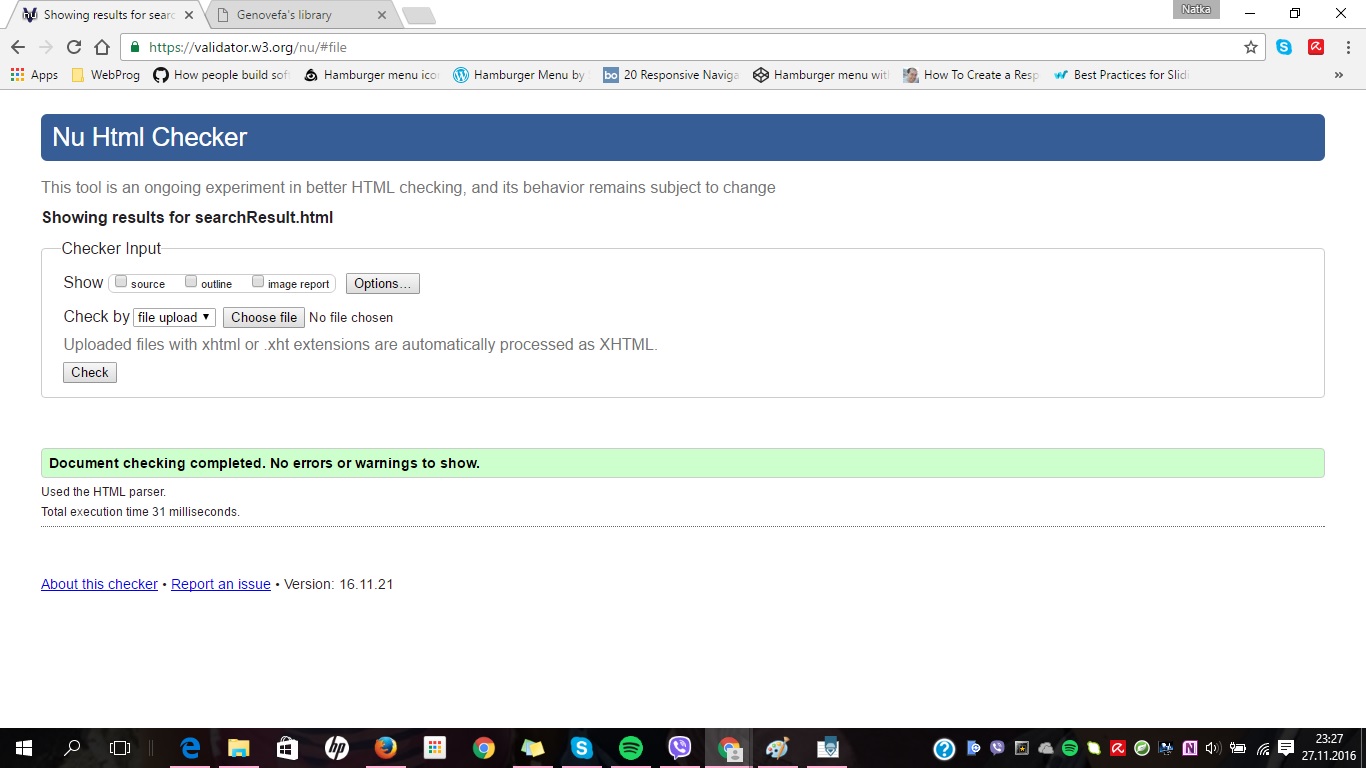 Showing results for searc
Genovefa's library
Natka
https://validator.w3.org/nu/#file
Apps
WebProg
How people build sof
Hamburger menu ico
Hamburger Menu by
20 Responsive Naviga
Hamburger menu with
How To Create a Resp
Best Practices for Slidi
Nu Html Checker
This tool is an ongoing experiment in better HTML checking, and its behavior remains subject to change
Showing results for searchResult.html
Checker Input
Show source outline image report Options...
Check by file upload Choose file No file chosen
Uploaded files with xhtml or .xht extensions are automatically processed as XHTML.
Check
Document checking completed. No errors or warnings to show.
Used the HTML parser.
Total execution time 31 milliseconds.
About this checker • Report an issue • Version: 16.11.21
23:27
27.11.2016